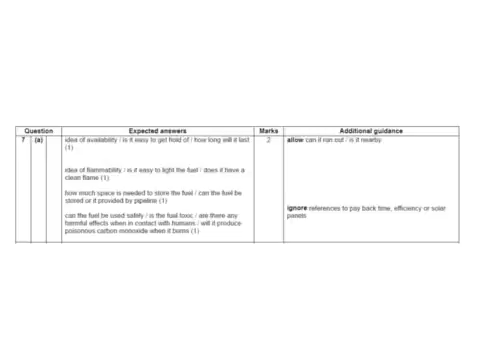 Question Expected answers Marks Additional guidance
7 (a) idea of availability / is it easy to get hold of / how long will it last 2 allow can it run out / is it nearby
(1)
idea of flammability / is it easy to light the fuel / does it have a
clean flame (1)
how much space is needed to store the fuel / can the fuel be
stored or it provided by pipeline (1)
ignore references to pay back time, efficiency or solar
panels
can the fuel be used safely / is the fuel toxic / are there any
harmful effects when in contact with humans / will it produce
poisonous carbon monoxide when it burns (1)